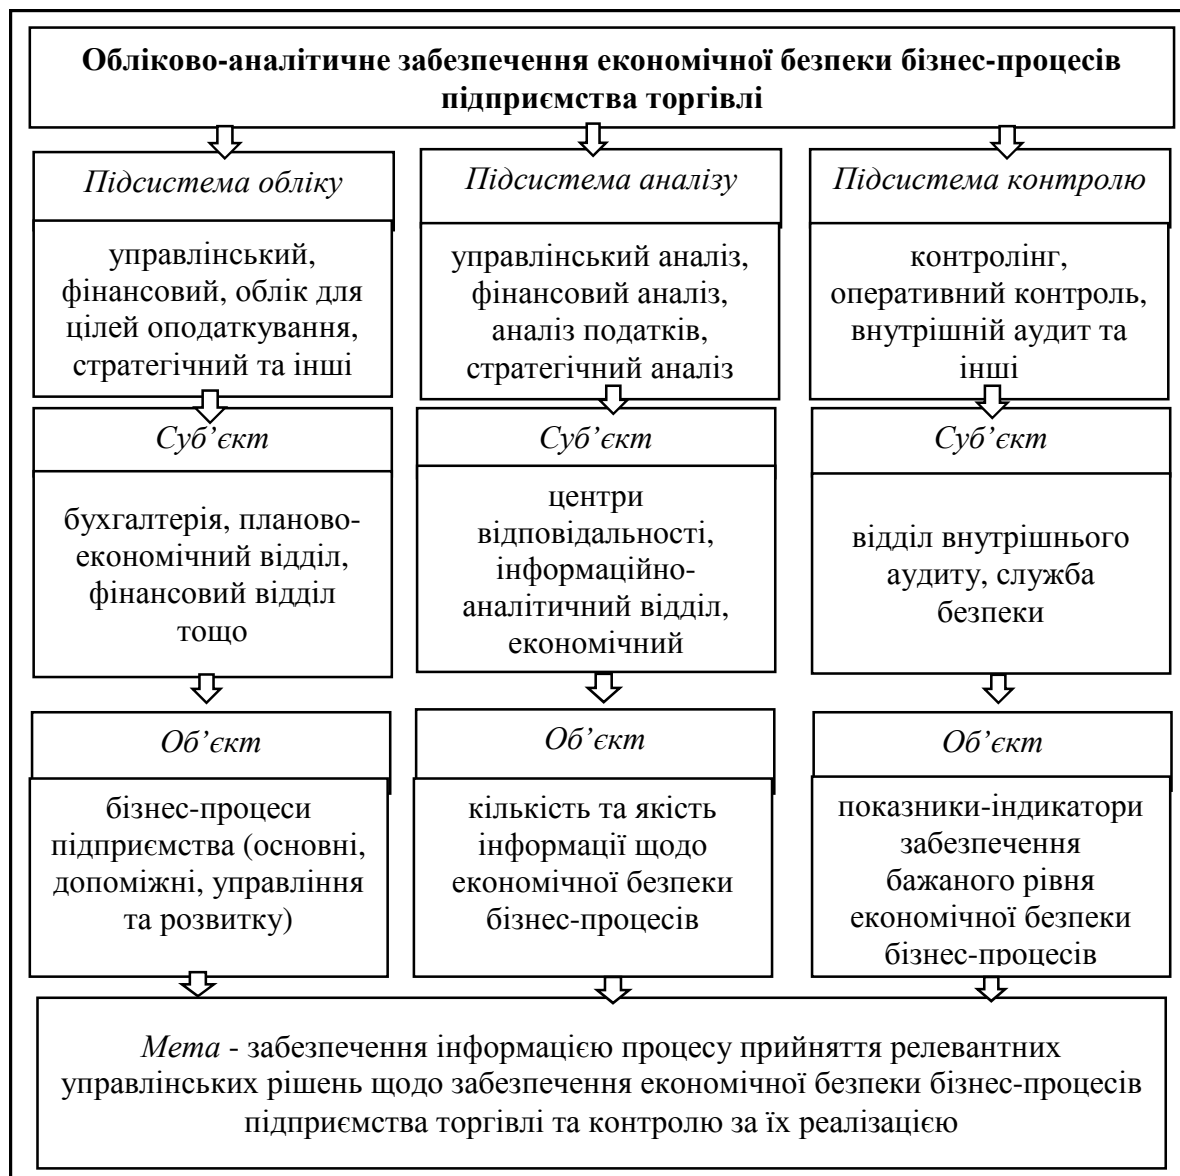 Обліково-аналітичне забезпечення економічної безпеки бізнес-процесів
підприємства торгівлі
Підсистема обліку
управлінський,
фінансовий, облік для
цілей оподаткування,
стратегічний та інші
Суб’єкт
бухгалтерія, планово-
економічний відділ,
фінансовий відділ
тощо
Об’єкт
бізнес-процеси
підприємства (основні,
допоміжні, управління
та розвитку)
Підсистема аналізу
управлінський аналіз,
фінансовий аналіз,
аналіз податків,
стратегічний аналіз
Суб’єкт
центри
відповідальності,
інформаційно-
аналітичний відділ,
економічний
Об’єкт
кількість та якість
інформації щодо
економічної безпеки
бізнес-процесів
Підсистема контролю
контролінг,
оперативний контроль,
внутрішній аудит та
інші
Суб’єкт
відділ внутрішнього
аудиту, служба
безпеки
Об’єкт
показники-індикатори
забезпечення
бажаного рівня
економічної безпеки
бізнес-процесів
Мета - забезпечення інформацією процесу прийняття релевантних
управлінських рішень щодо забезпечення економічної безпеки бізнес-процесів
підприємства торгівлі та контролю за їх реалізацією